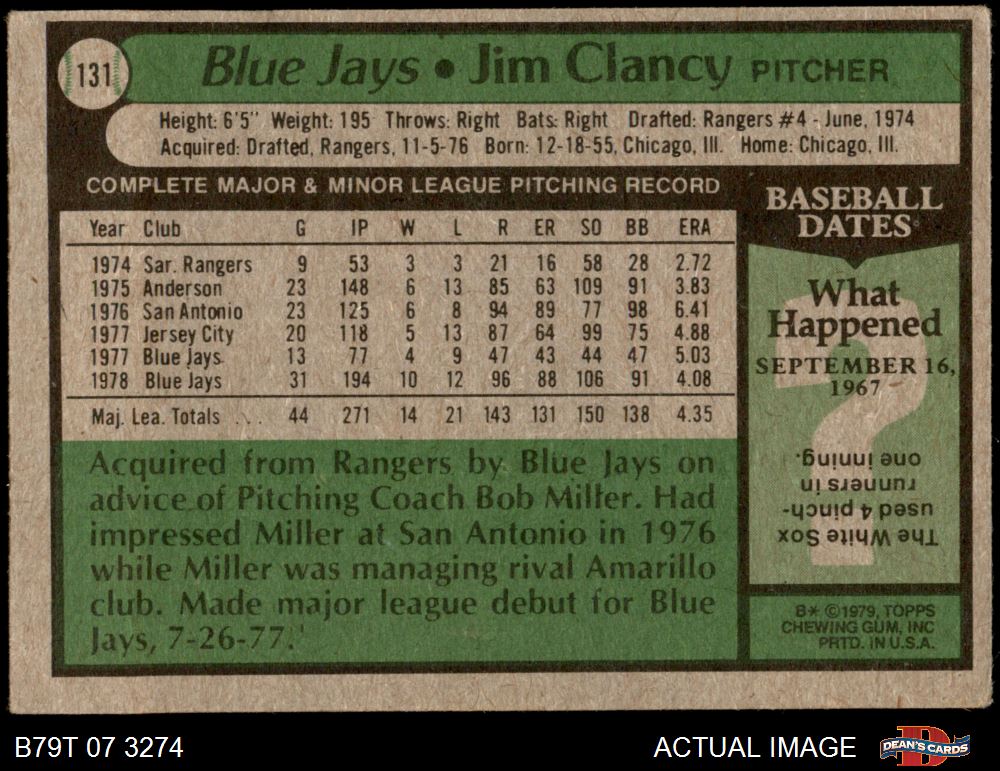 131
Blue Jays • Jim Clancy PITCHER
Height: 6'5" Weight: 195 Throws: Right Bats: Right Drafted: Rangers #4 - June, 1974
Acquired: Drafted, Rangers, 11-5-76 Born: 12-18-55, Chicago, Ill. Home: Chicago, Ill.
COMPLETE MAJOR & MINOR LEAGUE PITCHING RECORD
Year Club G IP W L R ER SO BB ERA
1974 Sar. Rangers 9 53 3 3 21 16 58 28 2.72
1975 Anderson 23 148 6 13 85 63 109 91 3.83
1976 San Antonio 23 125 6 8 94 89 77 98 6.41
1977 Jersey City 20 118 5 13 87 64 99 75 4.88
1977 Blue Jays 13 77 4 9 47 43 44 47 5.03
1978 Blue Jays 31 194 10 12 96 88 106 91 4.08
Maj. Lea. Totals ... 44 271 14 21 143 131 150 138 4.35
Acquired from Rangers by Blue Jays on
advice of Pitching Coach Bob Miller. Had
impressed Miller at San Antonio in 1976
while Miller was managing rival Amarillo
club. Made major league debut for Blue
Jays, 7-26-77.
BASEBALL
DATES
What
Happened
SEPTEMBER 16,
1967
?
The White Sox
used 4 pinch-
runners in
one inning.
B* ©1979, TOPPS
CHEWING GUM, INC
PRTD. IN U.S.A.
B79T 07 3274
ACTUAL IMAGE
D
DEAN'S CARDS